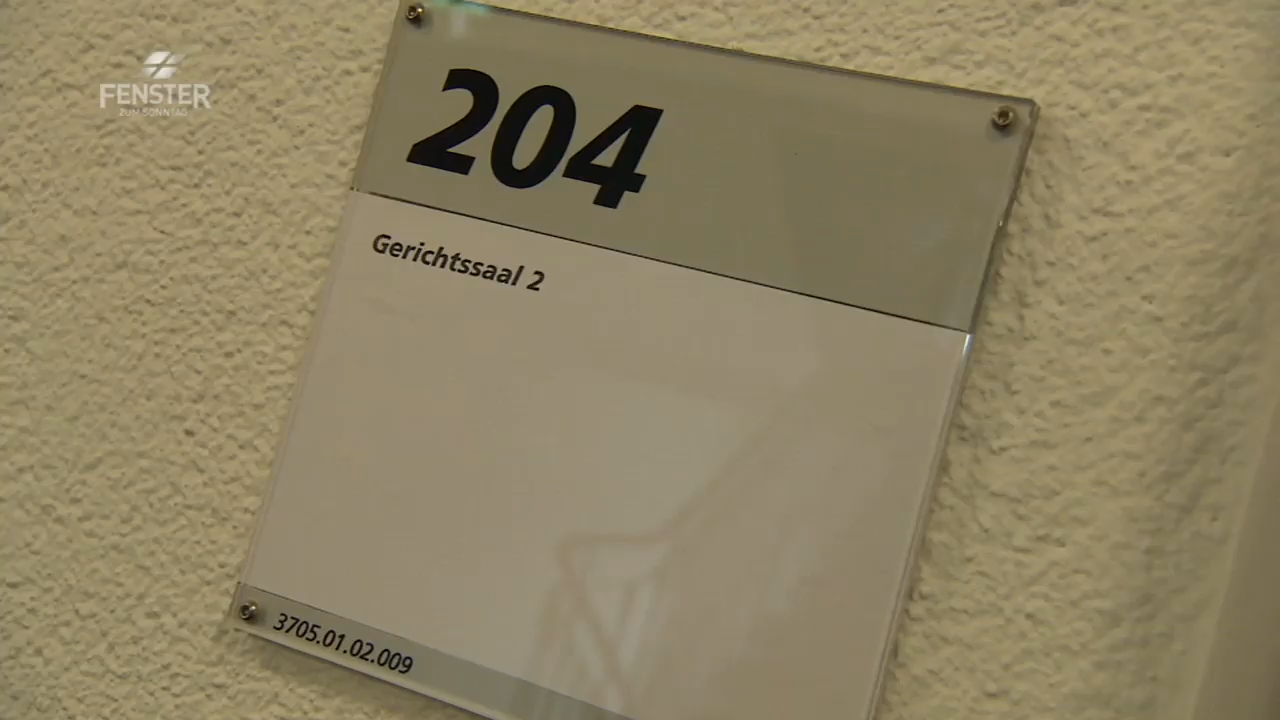 FENSTER
ZUM SONNTAG
204
Gerichtssaal 2
3705.01.02.009